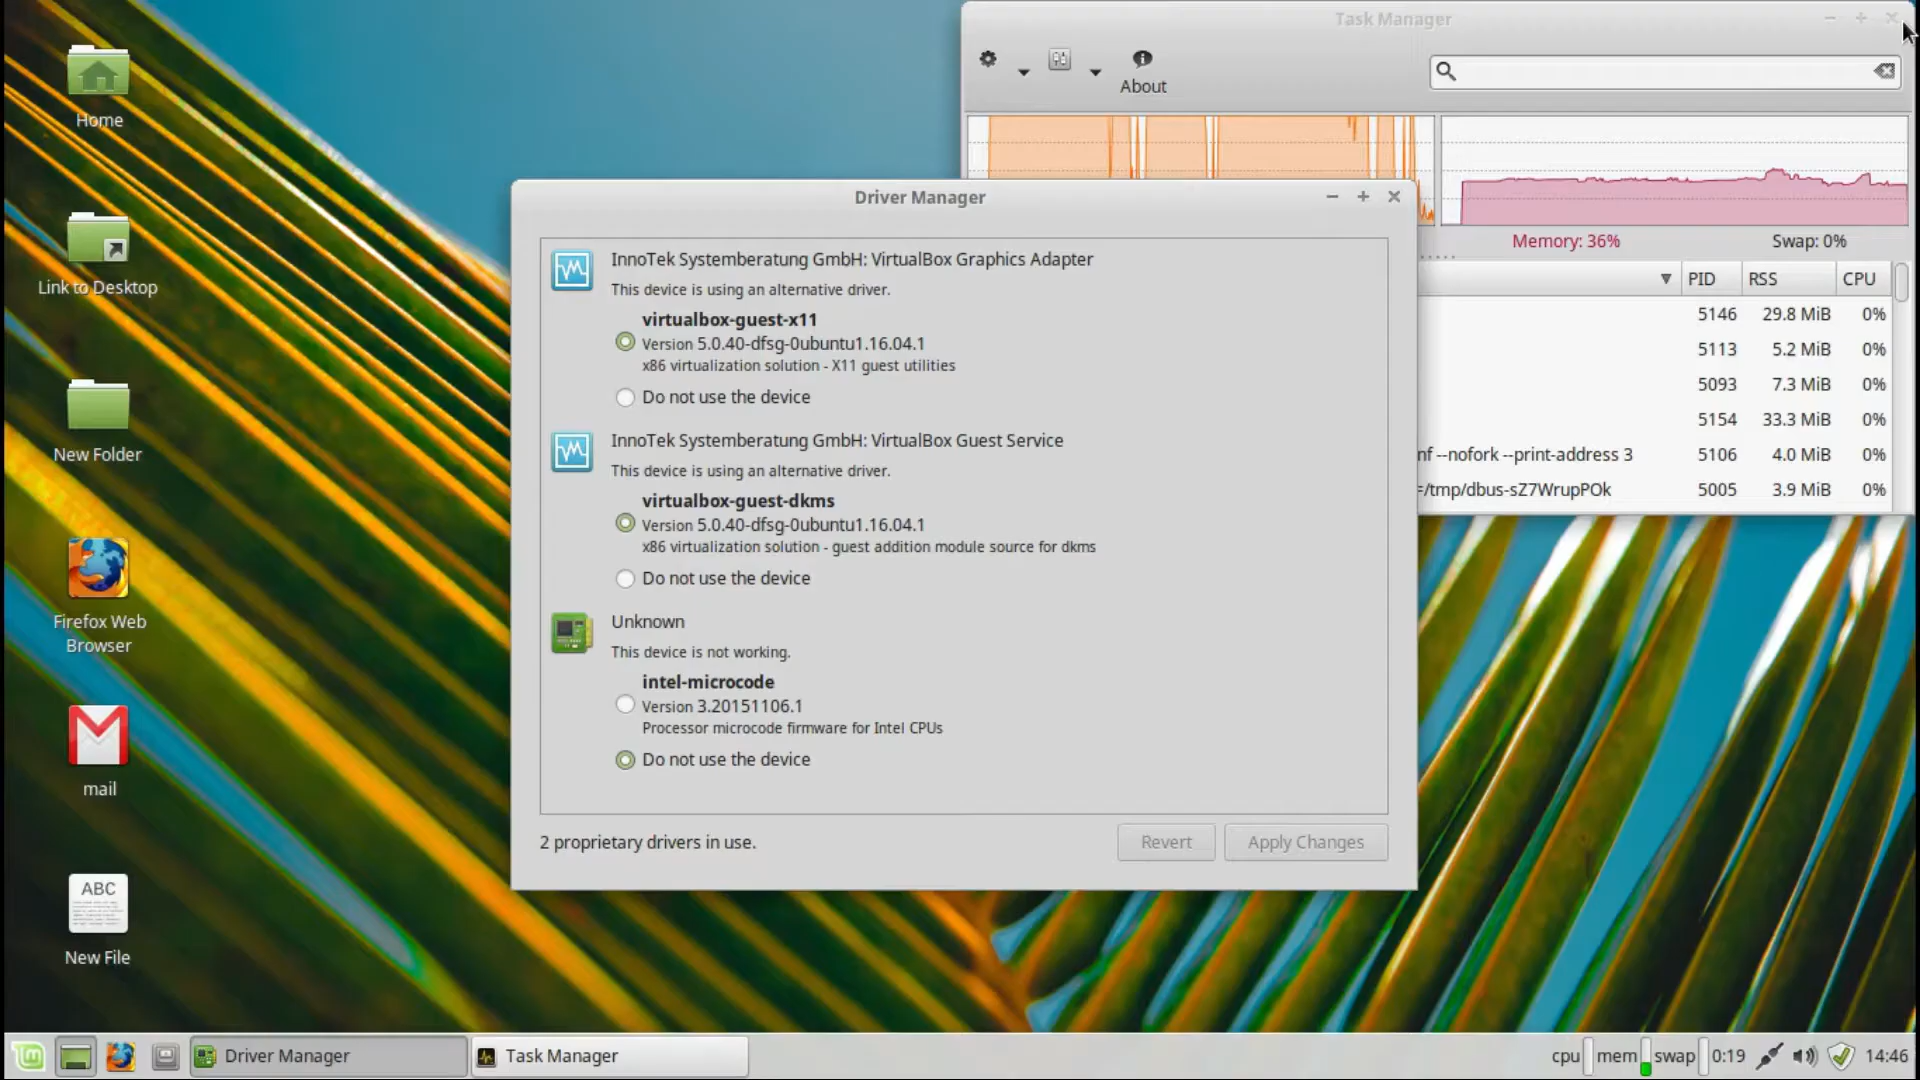 Home
Link to Desktop
New Folder
Firefox Web
Browser
mail
ABC
New File
Task Manager
About
Memory: 36%
Swap: 0%
PID
RSS
CPU
5146 29.8 MiB 0%
5113 5.2 MiB 0%
5093 7.3 MiB 0%
5154 33.3 MiB 0%
nf --nofork --print-address 3 5106 4.0 MiB 0%
=/tmp/dbus-sZ7WrupPOk 5005 3.9 MiB 0%
Driver Manager
InnoTek Systemberatung GmbH: VirtualBox Graphics Adapter
This device is using an alternative driver.
virtualbox-guest-x11
Version 5.0.40-dfsg-0ubuntu1.16.04.1
x86 virtualization solution - X11 guest utilities
Do not use the device
InnoTek Systemberatung GmbH: VirtualBox Guest Service
This device is using an alternative driver.
virtualbox-guest-dkms
Version 5.0.40-dfsg-0ubuntu1.16.04.1
x86 virtualization solution - guest addition module source for dkms
Do not use the device
Unknown
This device is not working.
intel-microcode
Version 3.20151106.1
Processor microcode firmware for Intel CPUs
Do not use the device
2 proprietary drivers in use.
Revert
Apply Changes
Driver Manager
Task Manager
cpu
mem
swap
0:19
14:46